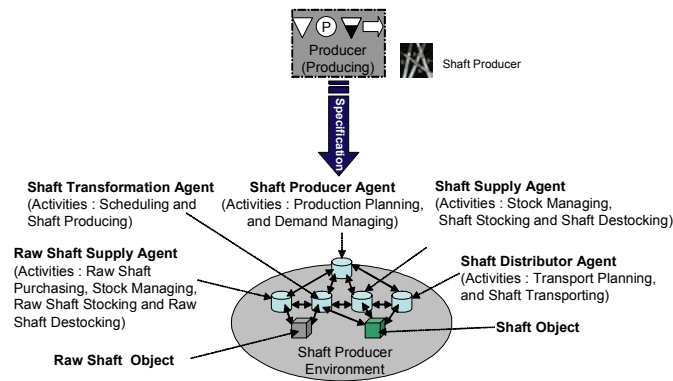 P
Producer
(Producing)
Shaft Producer
Specification
Shaft Transformation Agent
(Activities : Scheduling and
Shaft Producing)
Shaft Producer Agent
(Activities : Production Planning,
and Demand Managing)
Shaft Supply Agent
(Activities : Stock Managing,
Shaft Stocking and Shaft Destocking)
Raw Shaft Supply Agent
(Activities : Raw Shaft
Purchasing, Stock Managing,
Raw Shaft Stocking and Raw
Shaft Destocking)
Shaft Distributor Agent
(Activities : Transport Planning,
and Shaft Transporting)
Shaft Object
Raw Shaft  Object
Shaft Producer
Environment